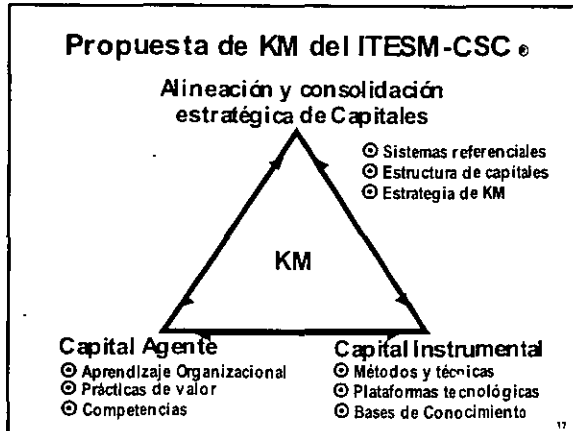 Propuesta de KM del ITESM-CSC ©
Alineación y consolidación
estratégica de Capitales
Sistemas referenciales
Estructura de capitales
Estrategia de KM
KM
Capital Agente
Aprendizaje Organizacional
Prácticas de valor
Competencias
Capital Instrumental
Métodos y técnicas
Plataformas tecnológicas
Bases de Conocimiento
17